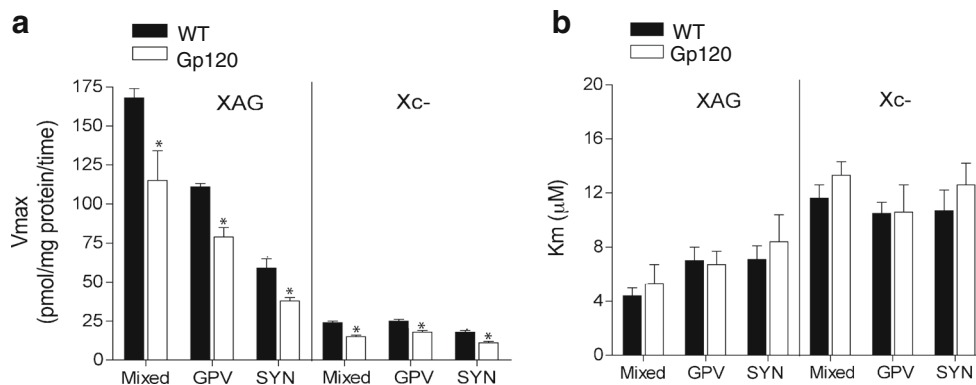 a
WT
Gp120
175
150
125
100
75
50
25
0
Vmax
(pmol/mg protein/time)
XAG
Xc-
*
*
*
*
*
*
Mixed GPV SYN Mixed GPV SYN
b
WT
Gp120
20
16
12
8
4
0
Km (μM)
XAG
Xc-
Mixed GPV SYN Mixed GPV SYN